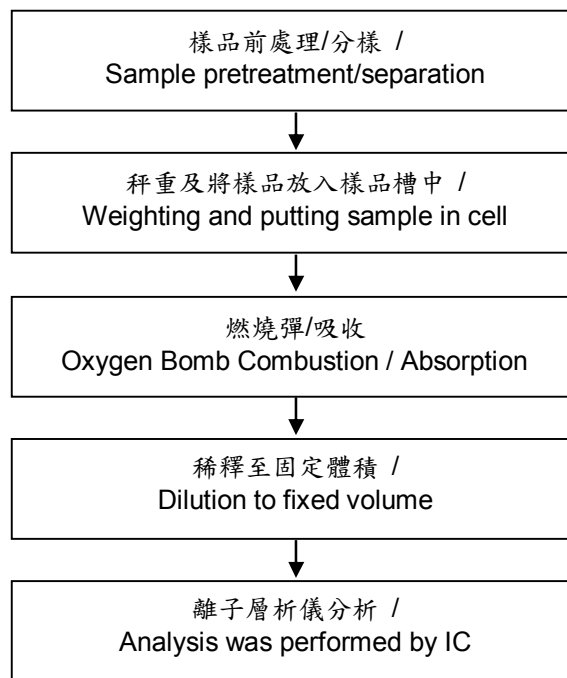 樣品前處理/分樣 /
Sample pretreatment/separation
秤重及將樣品放入樣品槽中 /
Weighting and putting sample in cell
燃燒彈/吸收
Oxygen Bomb Combustion / Absorption
稀釋至固定體積 /
Dilution to fixed volume
離子層析儀分析 /
Analysis was performed by IC